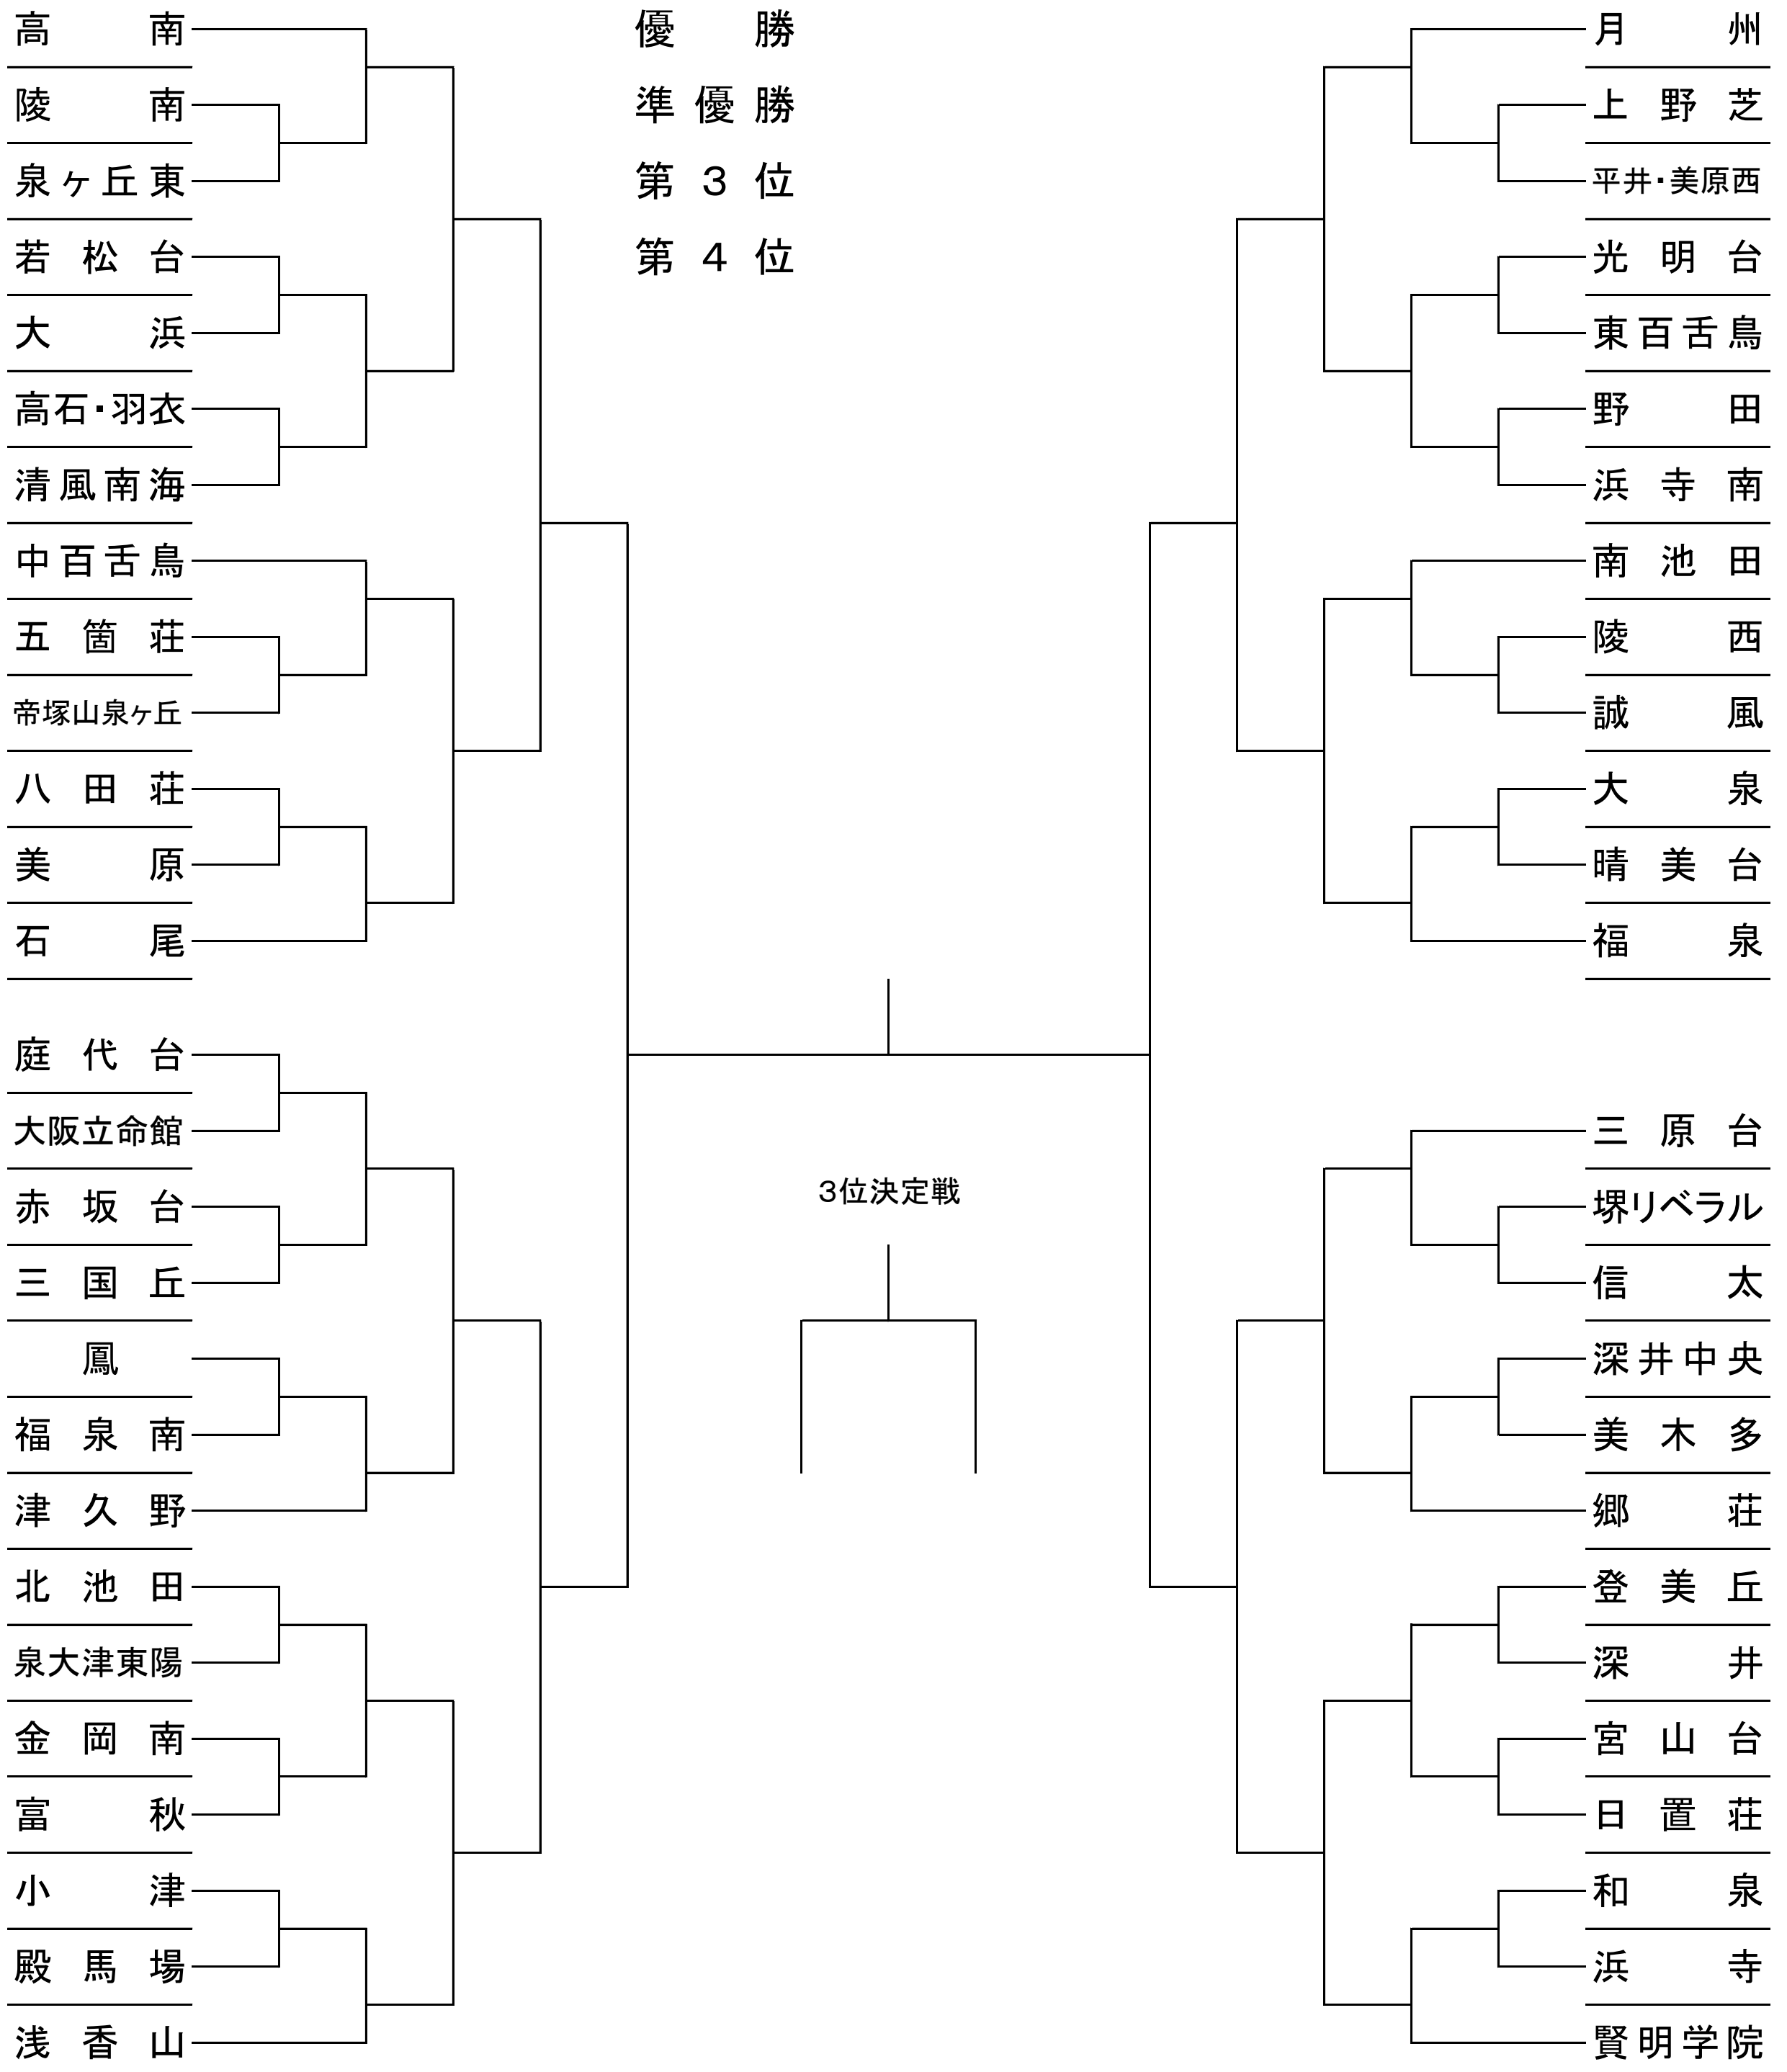 高南
陵南
泉ヶ丘東
若松台
大浜
高石・羽衣
清風南海
中百舌鳥
五箇荘
帝塚山泉ヶ丘
八田荘
美原
石尾
庭代台
大阪立命館
赤坂台
三国丘
鳳
福泉南
津久野
北池田
泉大津東陽
金岡南
富秋
小津
殿馬場
浅香山
優勝
準優勝
第3位
第4位
3位決定戦
月州
上野芝
平井・美原西
光明台
東百舌鳥
野田
浜寺南
南池田
陵西
誠風
大泉
晴美台
福泉
三原台
堺リベラル
信太
深井中央
美木多
郷荘
登美丘
深井
宮山台
日置荘
和泉
浜寺
賢明学院